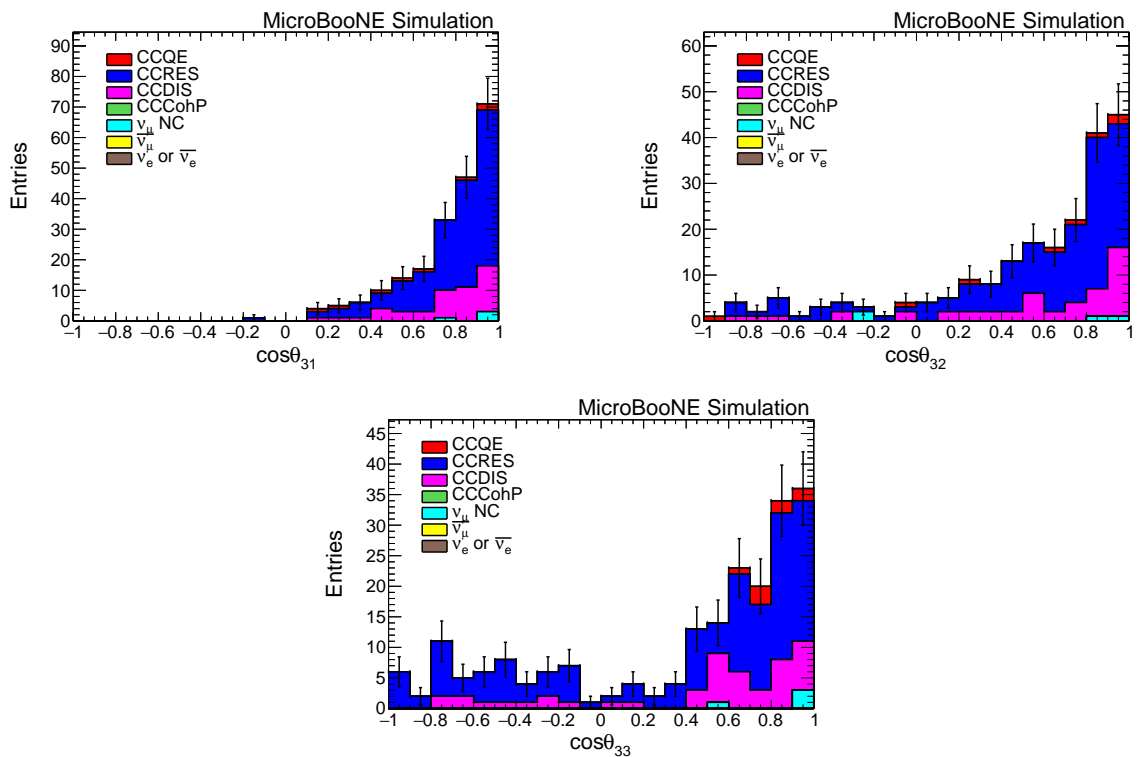 MicroBooNE Simulation
Entries
90
80
70
60
50
40
30
20
10
0
CCQE
CCRES
CCDIS
CCCohP
νμ NC
ν̅μ
νe or ν̅e
−1 −0.8 −0.6 −0.4 −0.2 0 0.2 0.4 0.6 0.8 1
cosθ31
MicroBooNE Simulation
Entries
60
50
40
30
20
10
0
CCQE
CCRES
CCDIS
CCCohP
νμ NC
ν̅μ
νe or ν̅e
−1 −0.8 −0.6 −0.4 −0.2 0 0.2 0.4 0.6 0.8 1
cosθ32
MicroBooNE Simulation
Entries
45
40
35
30
25
20
15
10
5
0
CCQE
CCRES
CCDIS
CCCohP
νμ NC
ν̅μ
νe or ν̅e
−1 −0.8 −0.6 −0.4 −0.2 0 0.2 0.4 0.6 0.8 1
cosθ33